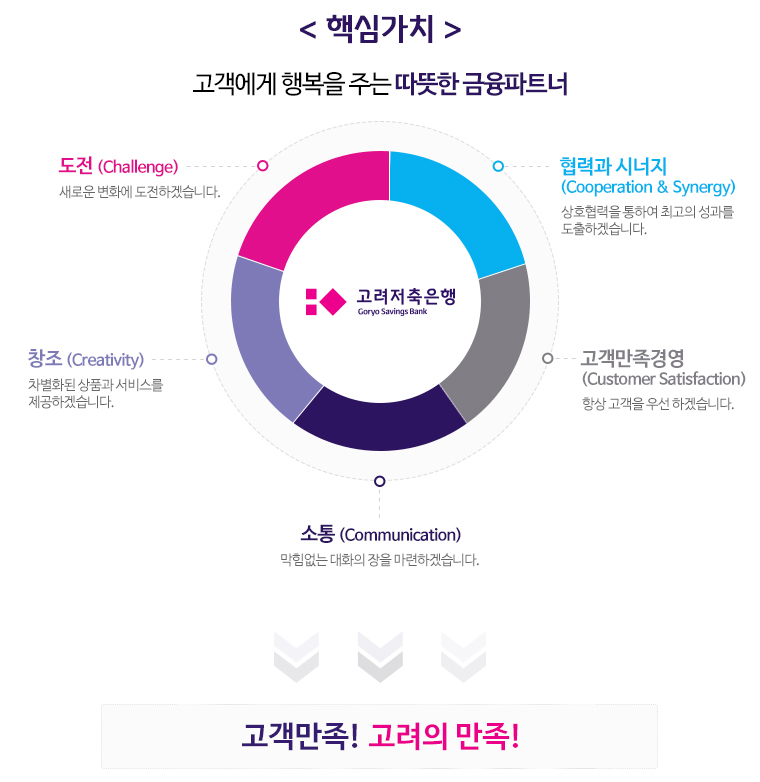 < 핵심가치 >
고객에게 행복을 주는 따뜻한 금융파트너
도전 (Challenge)
새로운 변화에 도전하겠습니다.
협력과 시너지
(Cooperation & Synergy)
상호협력을 통하여 최고의 성과를
도출하겠습니다.
고려저축은행
Goryo Savings Bank
창조 (Creativity)
차별화된 상품과 서비스를
제공하겠습니다.
고객만족경영
(Customer Satisfaction)
항상 고객을 우선 하겠습니다.
소통 (Communication)
막힘없는 대화의 장을 마련하겠습니다.
고객만족! 고려의 만족!